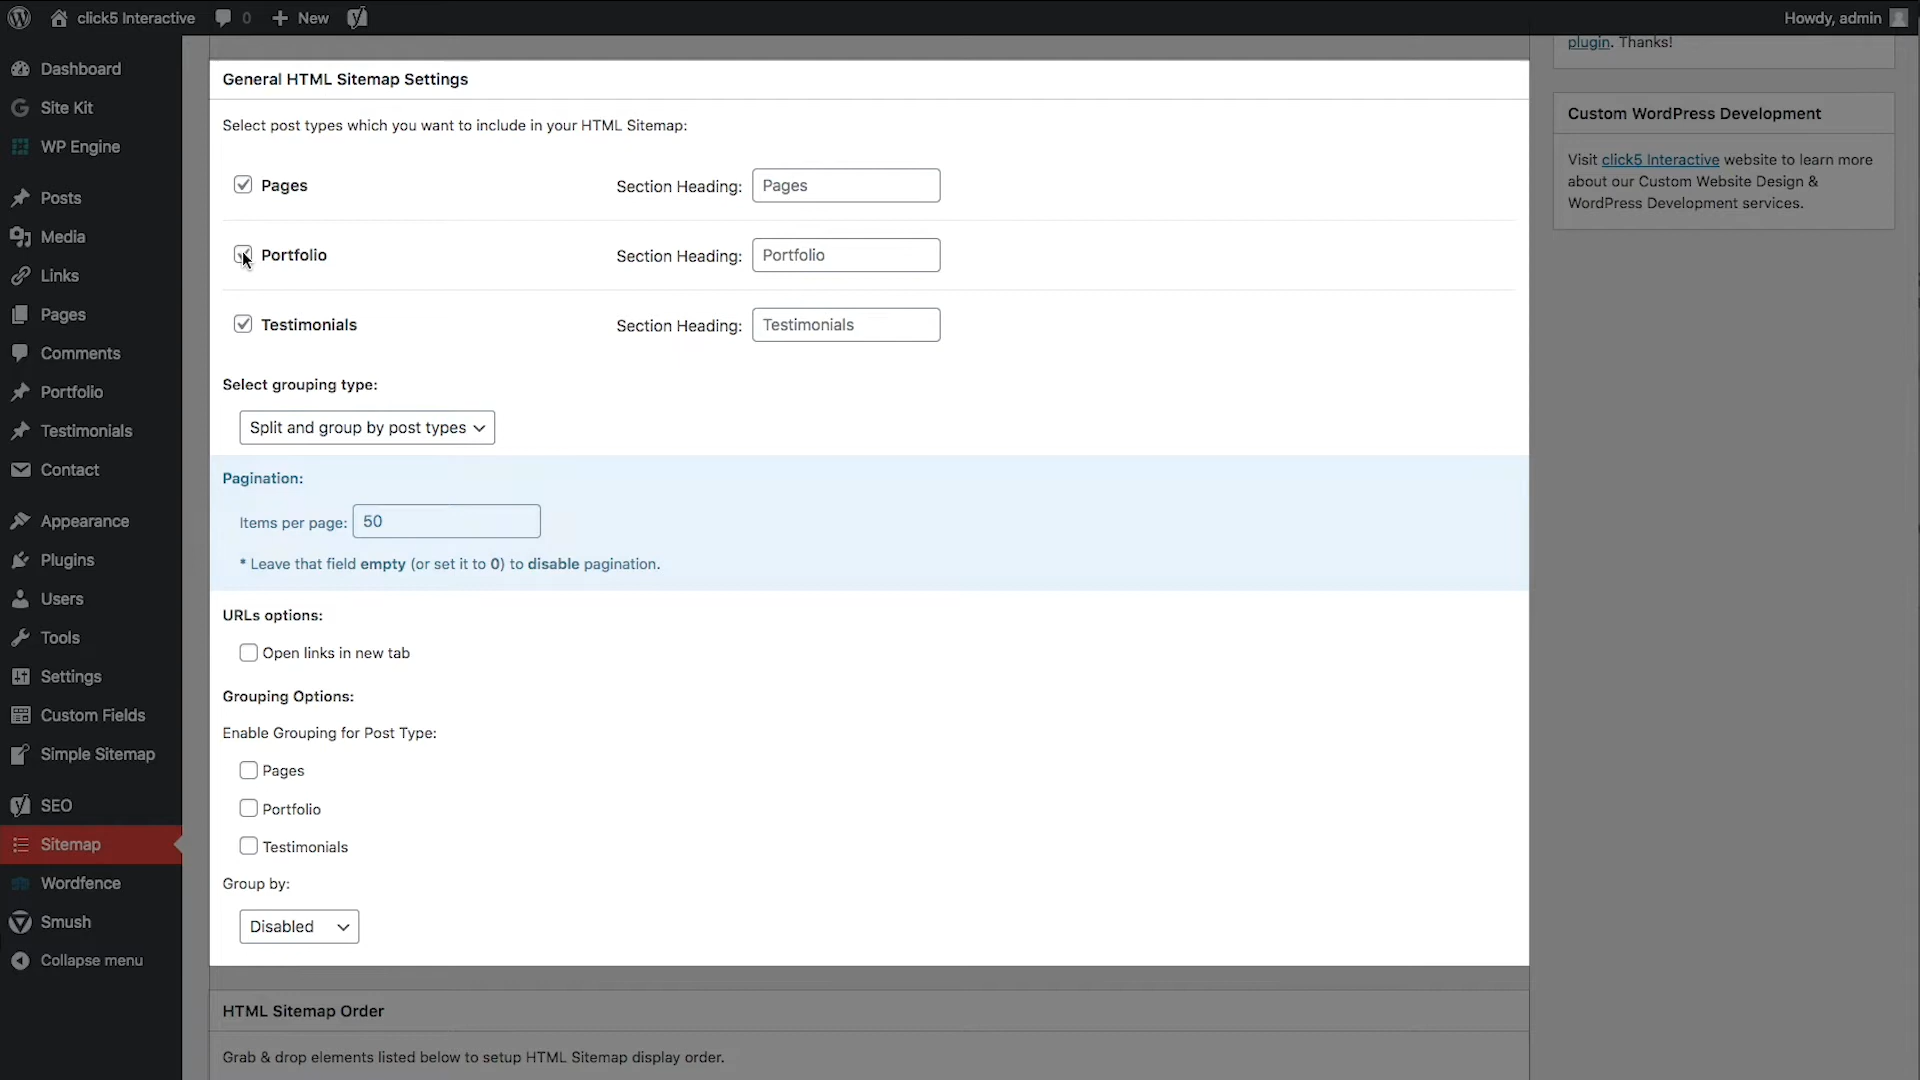 click5 Interactive
0
New
Howdy, admin
Dashboard
Site Kit
WP Engine
Posts
Media
Links
Pages
Comments
Portfolio
Testimonials
Contact
Appearance
Plugins
Users
Tools
Settings
Custom Fields
Simple Sitemap
SEO
Sitemap
Wordfence
Smush
Collapse menu
General HTML Sitemap Settings
Select post types which you want to include in your HTML Sitemap:
Pages
Section Heading: Pages
Portfolio
Section Heading: Portfolio
Testimonials
Section Heading: Testimonials
Select grouping type:
Split and group by post types
Pagination:
Items per page: 50
* Leave that field empty (or set it to 0) to disable pagination.
URLs options:
Open links in new tab
Grouping Options:
Enable Grouping for Post Type:
Pages
Portfolio
Testimonials
Group by:
Disabled
HTML Sitemap Order
Grab & drop elements listed below to setup HTML Sitemap display order.
plugin. Thanks!
Custom WordPress Development
Visit click5 Interactive website to learn more
about our Custom Website Design &
WordPress Development services.